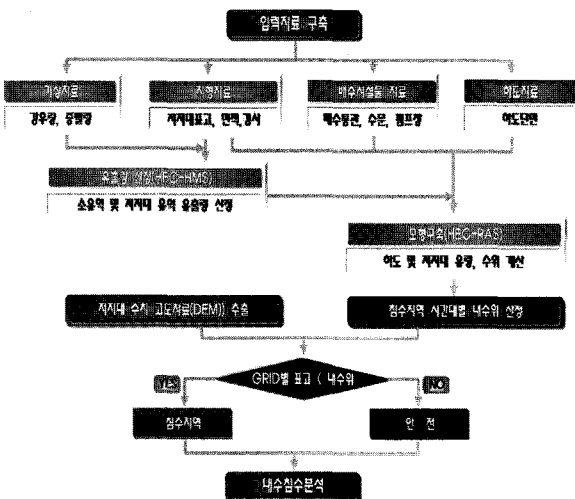 입력자료 구축
기상자료
지형자료
배수시설물 자료
하도자료
강우량, 증발량
저지대표고, 면적,경사
배수통관, 수문, 펌프장
하도단면
유출량 산정(HEC-HMS)
소유역 및 저지대 유역 유출량 산정
모형구축(HEC-RAS)
하도 및 저지대 유량, 수위 계산
저지대 수치 고도자료(DEM)) 추출
침수지역 시간대별 내수위 산정
GRID별 표고 < 내수위
YES
NO
침수지역
안 전
내수침수분석